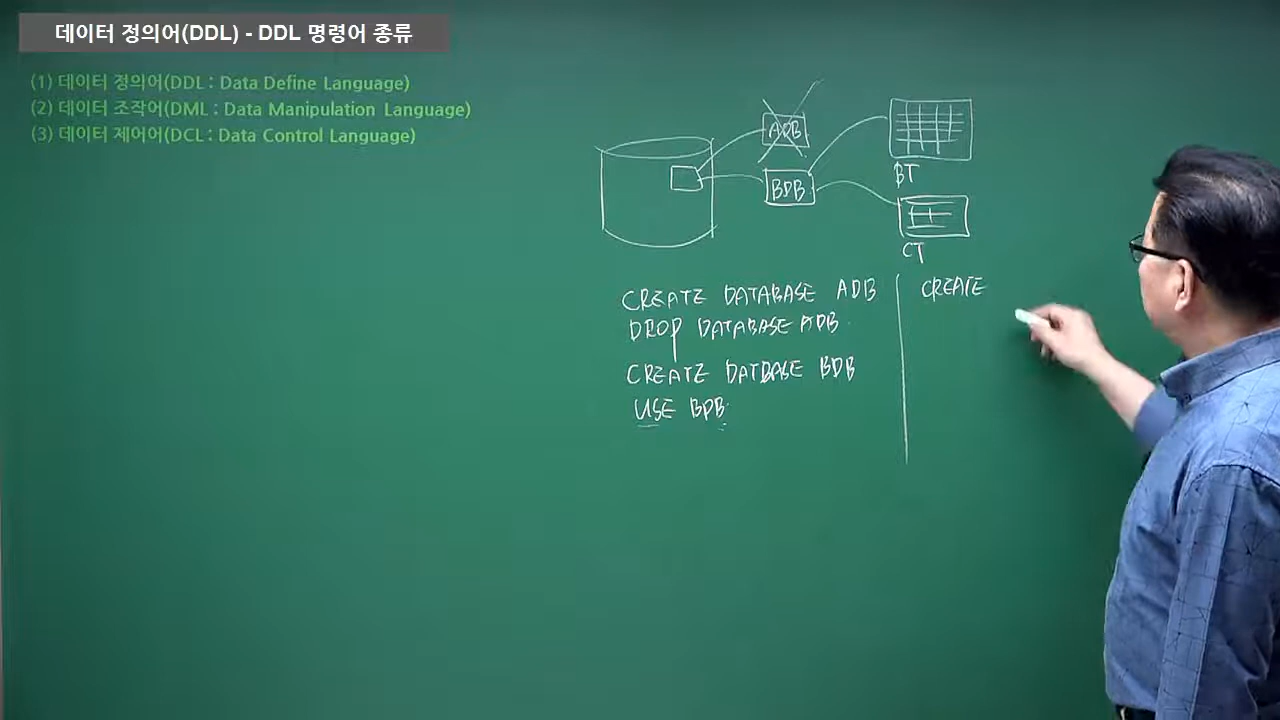 데이터 정의어(DDL) - DDL 명령어 종류
(1) 데이터 정의어(DDL : Data Define Language)
(2) 데이터 조작어(DML : Data Manipulation Language)
(3) 데이터 제어어(DCL : Data Control Language)
ADB
BDB
BT
CT
CREATE DATABASE ADB
DROP DATABASE ADB
CREATE DATBASE BDB
USE BDB
CREATE